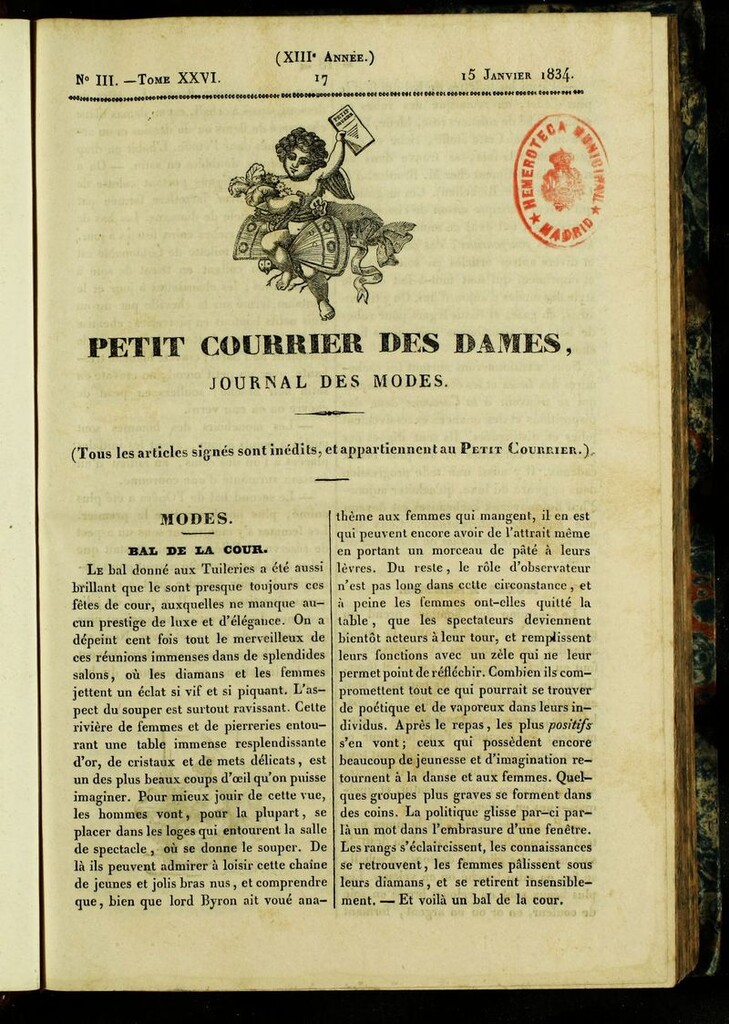 (XIIIe ANNÉE.)
No III. — TOME XXVI.
17
15 JANVIER 1834.
PETIT
HEMEROTECA MUNICIPAL
MADRID
PETIT COURRIER DES DAMES,
JOURNAL DES MODES.
(Tous les articles signés sont inédits, et appartiennent au PETIT COURRIER.)
MODES.
BAL DE LA COUR.
LE bal donné aux Tuileries a été aussi
brillant que le sont presque toujours ces
fêtes de cour, auxquelles ne manque au-
cun prestige de luxe et d'élégance. On a
dépeint cent fois tout le merveilleux de
ces réunions immenses dans de splendides
salons, où les diamans et les femmes
jettent un éclat si vif et si piquant. L'as-
pect du souper est surtout ravissant. Cette
rivière de femmes et de pierreries entou-
rant une table immense resplendissante
d'or, de cristaux et de mets délicats, est
un des plus beaux coups d'œil qu'on puisse
imaginer. Pour mieux jouir de cette vue,
les hommes vont, pour la plupart, se
placer dans les loges qui entourent la salle
de spectacle, où se donne le souper. De
là ils peuvent admirer à loisir cette chaîne
de jeunes et jolis bras nus, et comprendre
que, bien que lord Byron ait voué ana-
thème aux femmes qui mangent, il en est
qui peuvent encore avoir de l'attrait même
en portant un morceau de pâté à leurs
lèvres. Du reste, le rôle d'observateur
n'est pas long dans cette circonstance, et
à peine les femmes ont-elles quitté la
table, que les spectateurs deviennent
bientôt acteurs à leur tour, et remplissent
leurs fonctions avec un zèle qui ne leur
permet point de réfléchir. Combien ils com-
promettent tout ce qui pourrait se trouver
de poétique et de vaporeux dans leurs in-
dividus. Après le repas, les plus positifs
s'en vont; ceux qui possèdent encore
beaucoup de jeunesse et d'imagination re-
tournent à la danse et aux femmes. Quel-
ques groupes plus graves se forment dans
des coins. La politique glisse par-ci par-
là un mot dans l'embrasure d'une fenêtre.
Les rangs s'éclaircissent, les connaissances
se retrouvent, les femmes pâlissent sous
leurs diamans, et se retirent insensible-
ment. — Et voilà un bal de la cour.